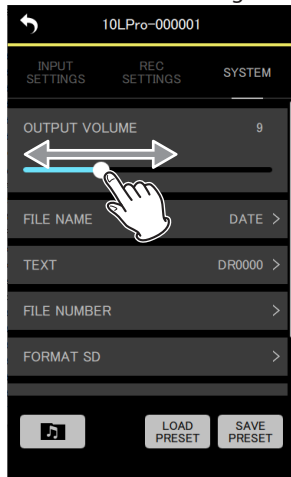 10LPro-000001
INPUT
SETTINGS
REC
SETTINGS
SYSTEM
OUTPUT VOLUME 9
FILE NAME DATE >
TEXT DR0000 >
FILE NUMBER >
FORMAT SD >
LOAD
PRESET
SAVE
PRESET